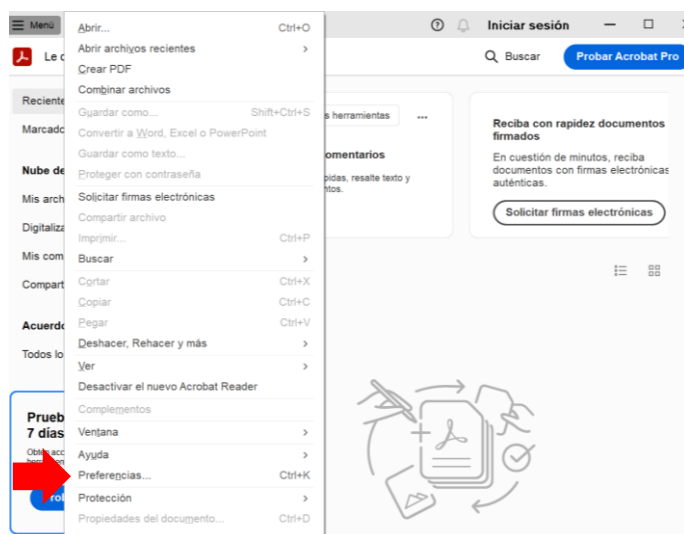 Menú
Iniciar sesión
Buscar
Probar Acrobat Pro
Abrir... Ctrl+O
Abrir archivos recientes
Crear PDF
Combinar archivos
Guardar como... Shift+Ctrl+S
Convertir a Word, Excel o PowerPoint
Guardar como texto...
Proteger con contraseña
Solicitar firmas electrónicas
Compartir archivo
Imprimir... Ctrl+P
Buscar
Cortar Ctrl+X
Copiar Ctrl+C
Pegar Ctrl+V
Deshacer, Rehacer y más
Ver
Desactivar el nuevo Acrobat Reader
Complementos
Ventana
Ayuda
Preferencias... Ctrl+K
Protección
Propiedades del documento... Ctrl+D
Reciente
Marcado
Nube de
Mis arch
Digitaliza
Mis com
Compart
Acuerdo
Todos lo
Prueb
7 días
s herramientas ...
omentarios
pidas, resalte texto y
ntos.
Reciba con rapidez documentos
firmados
En cuestión de minutos, reciba
documentos con firmas electrónicas
auténticas.
Solicitar firmas electrónicas